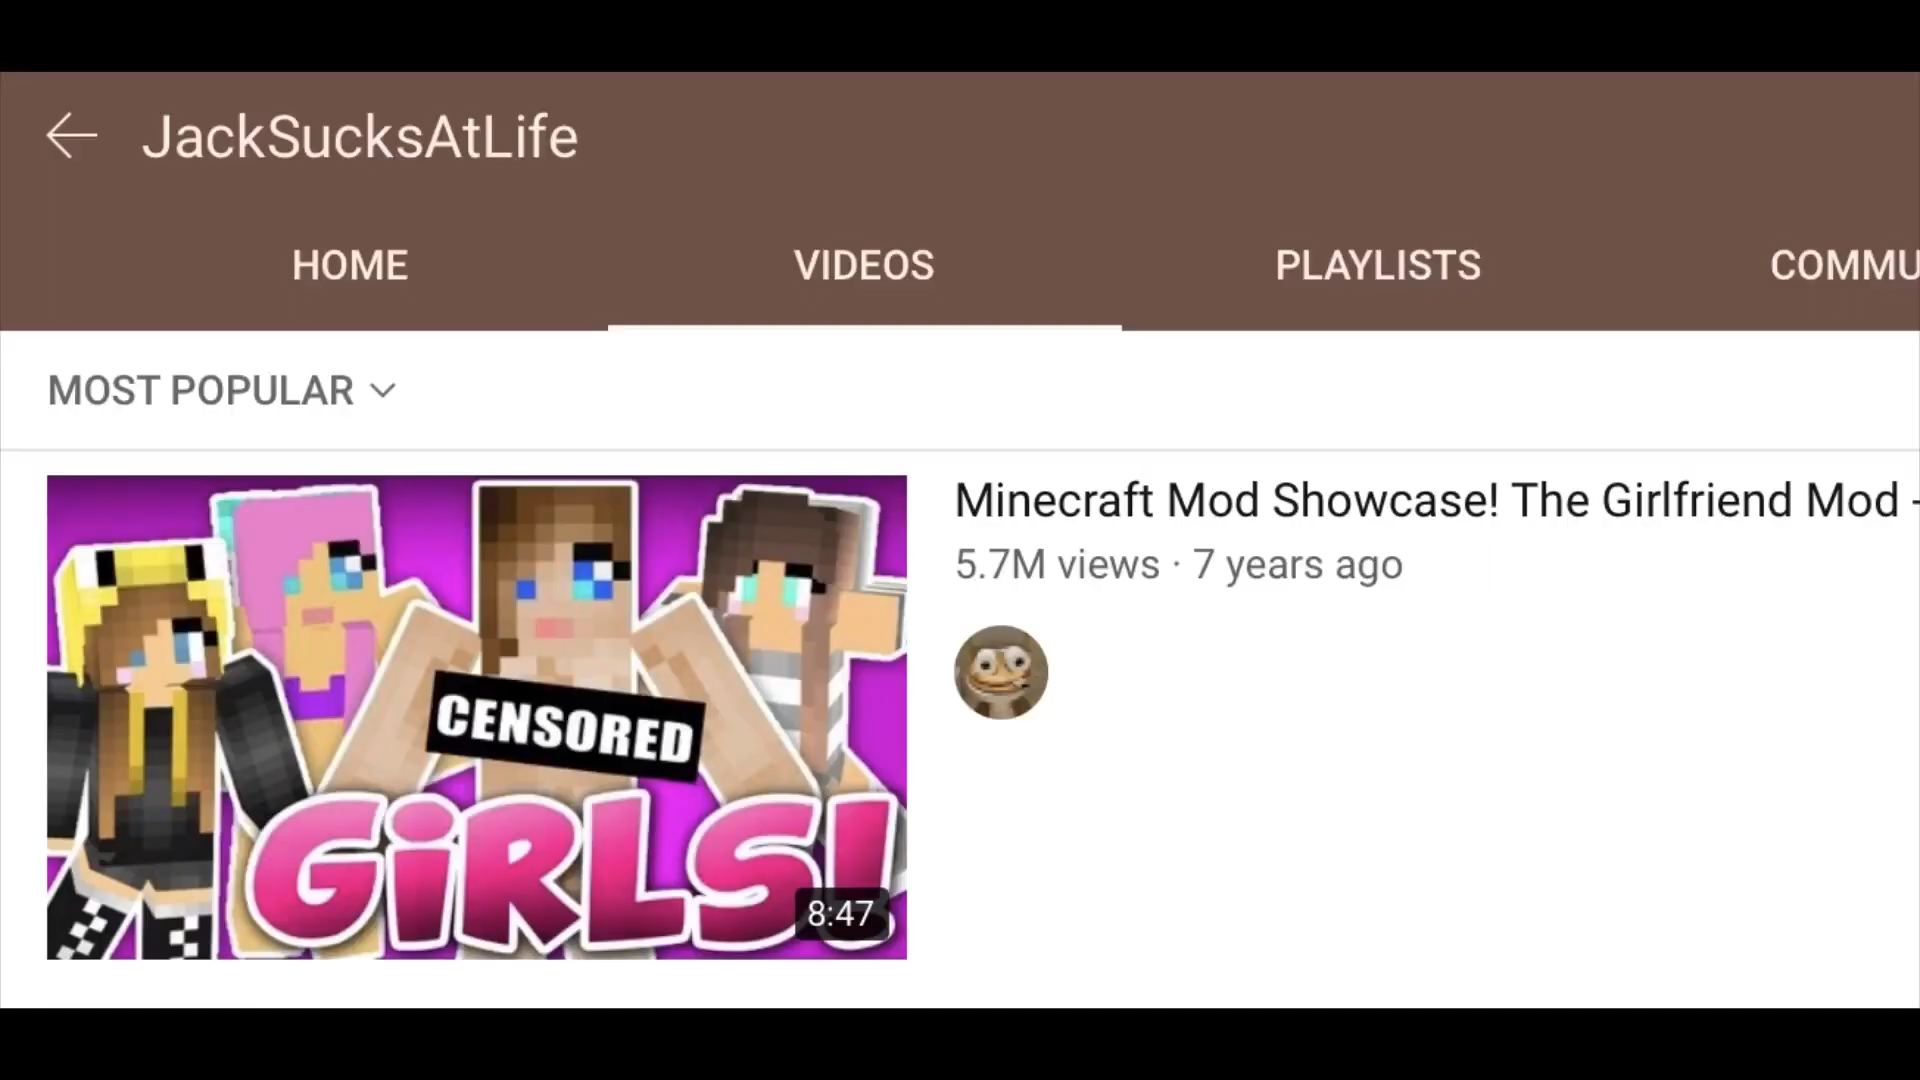 JackSucksAtLife
HOME VIDEOS PLAYLISTS COMMU
MOST POPULAR
Minecraft Mod Showcase! The Girlfriend Mod -
5.7M views · 7 years ago
CENSORED
GiRLS!
8:47